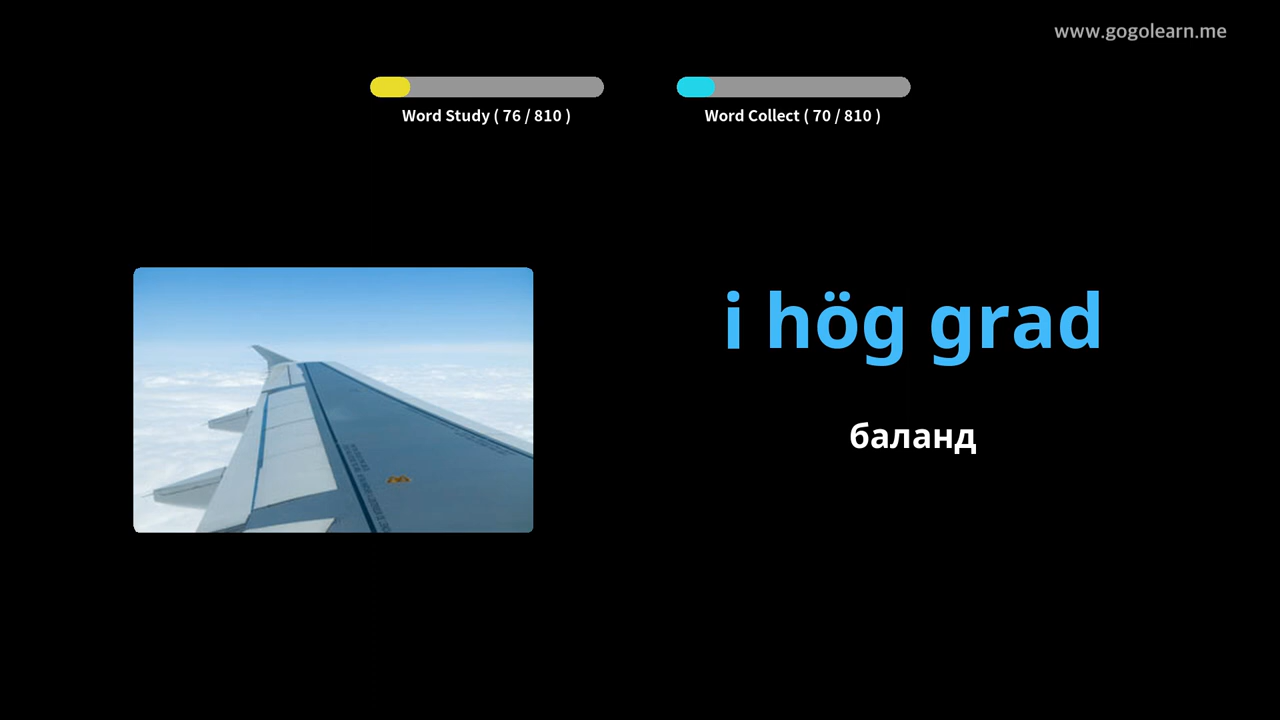 www.gogolearn.me
Word Study ( 76 / 810 )
Word Collect ( 70 / 810 )
i hög grad
баланд